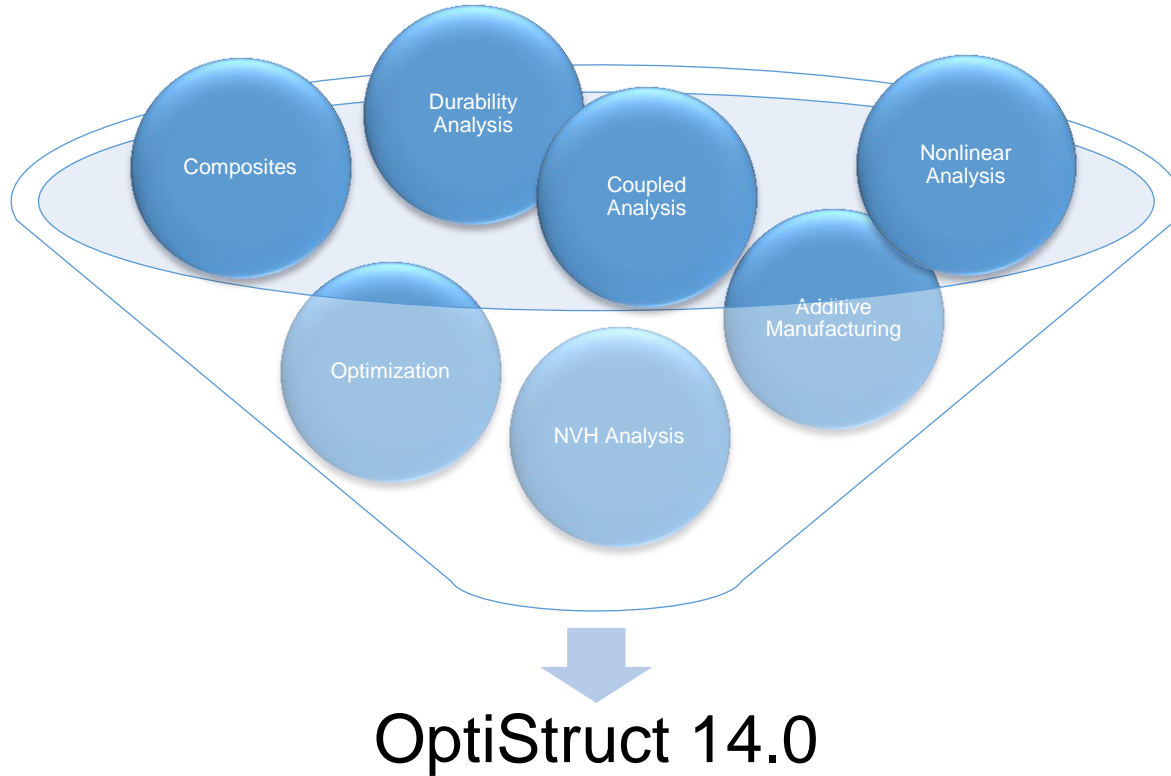 Durability
Analysis
Composites
Coupled
Analysis
Nonlinear
Analysis
Additive
Manufacturing
Optimization
NVH Analysis
OptiStruct 14.0